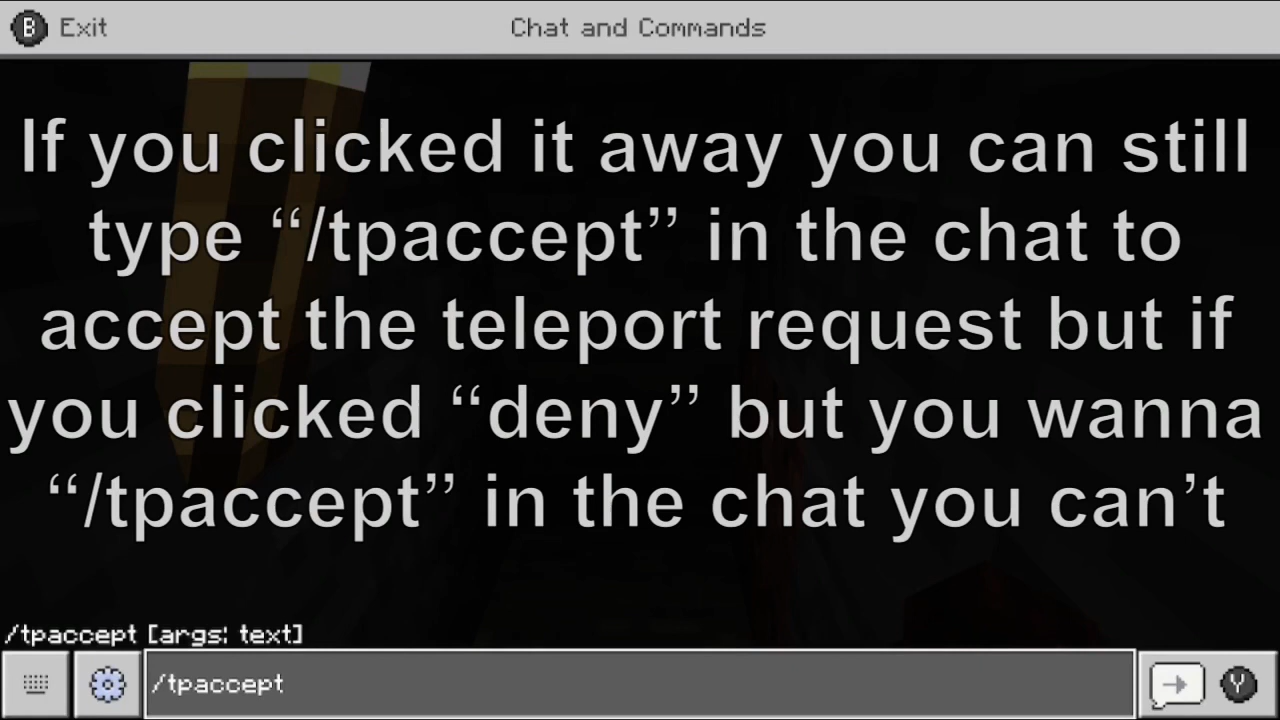 B Exit
Chat and Commands
If you clicked it away you can still
type “/tpaccept” in the chat to
accept the teleport request but if
you clicked “deny” but you wanna
“/tpaccept” in the chat you can’t
/tpaccept [args: text]
/tpaccept
Y